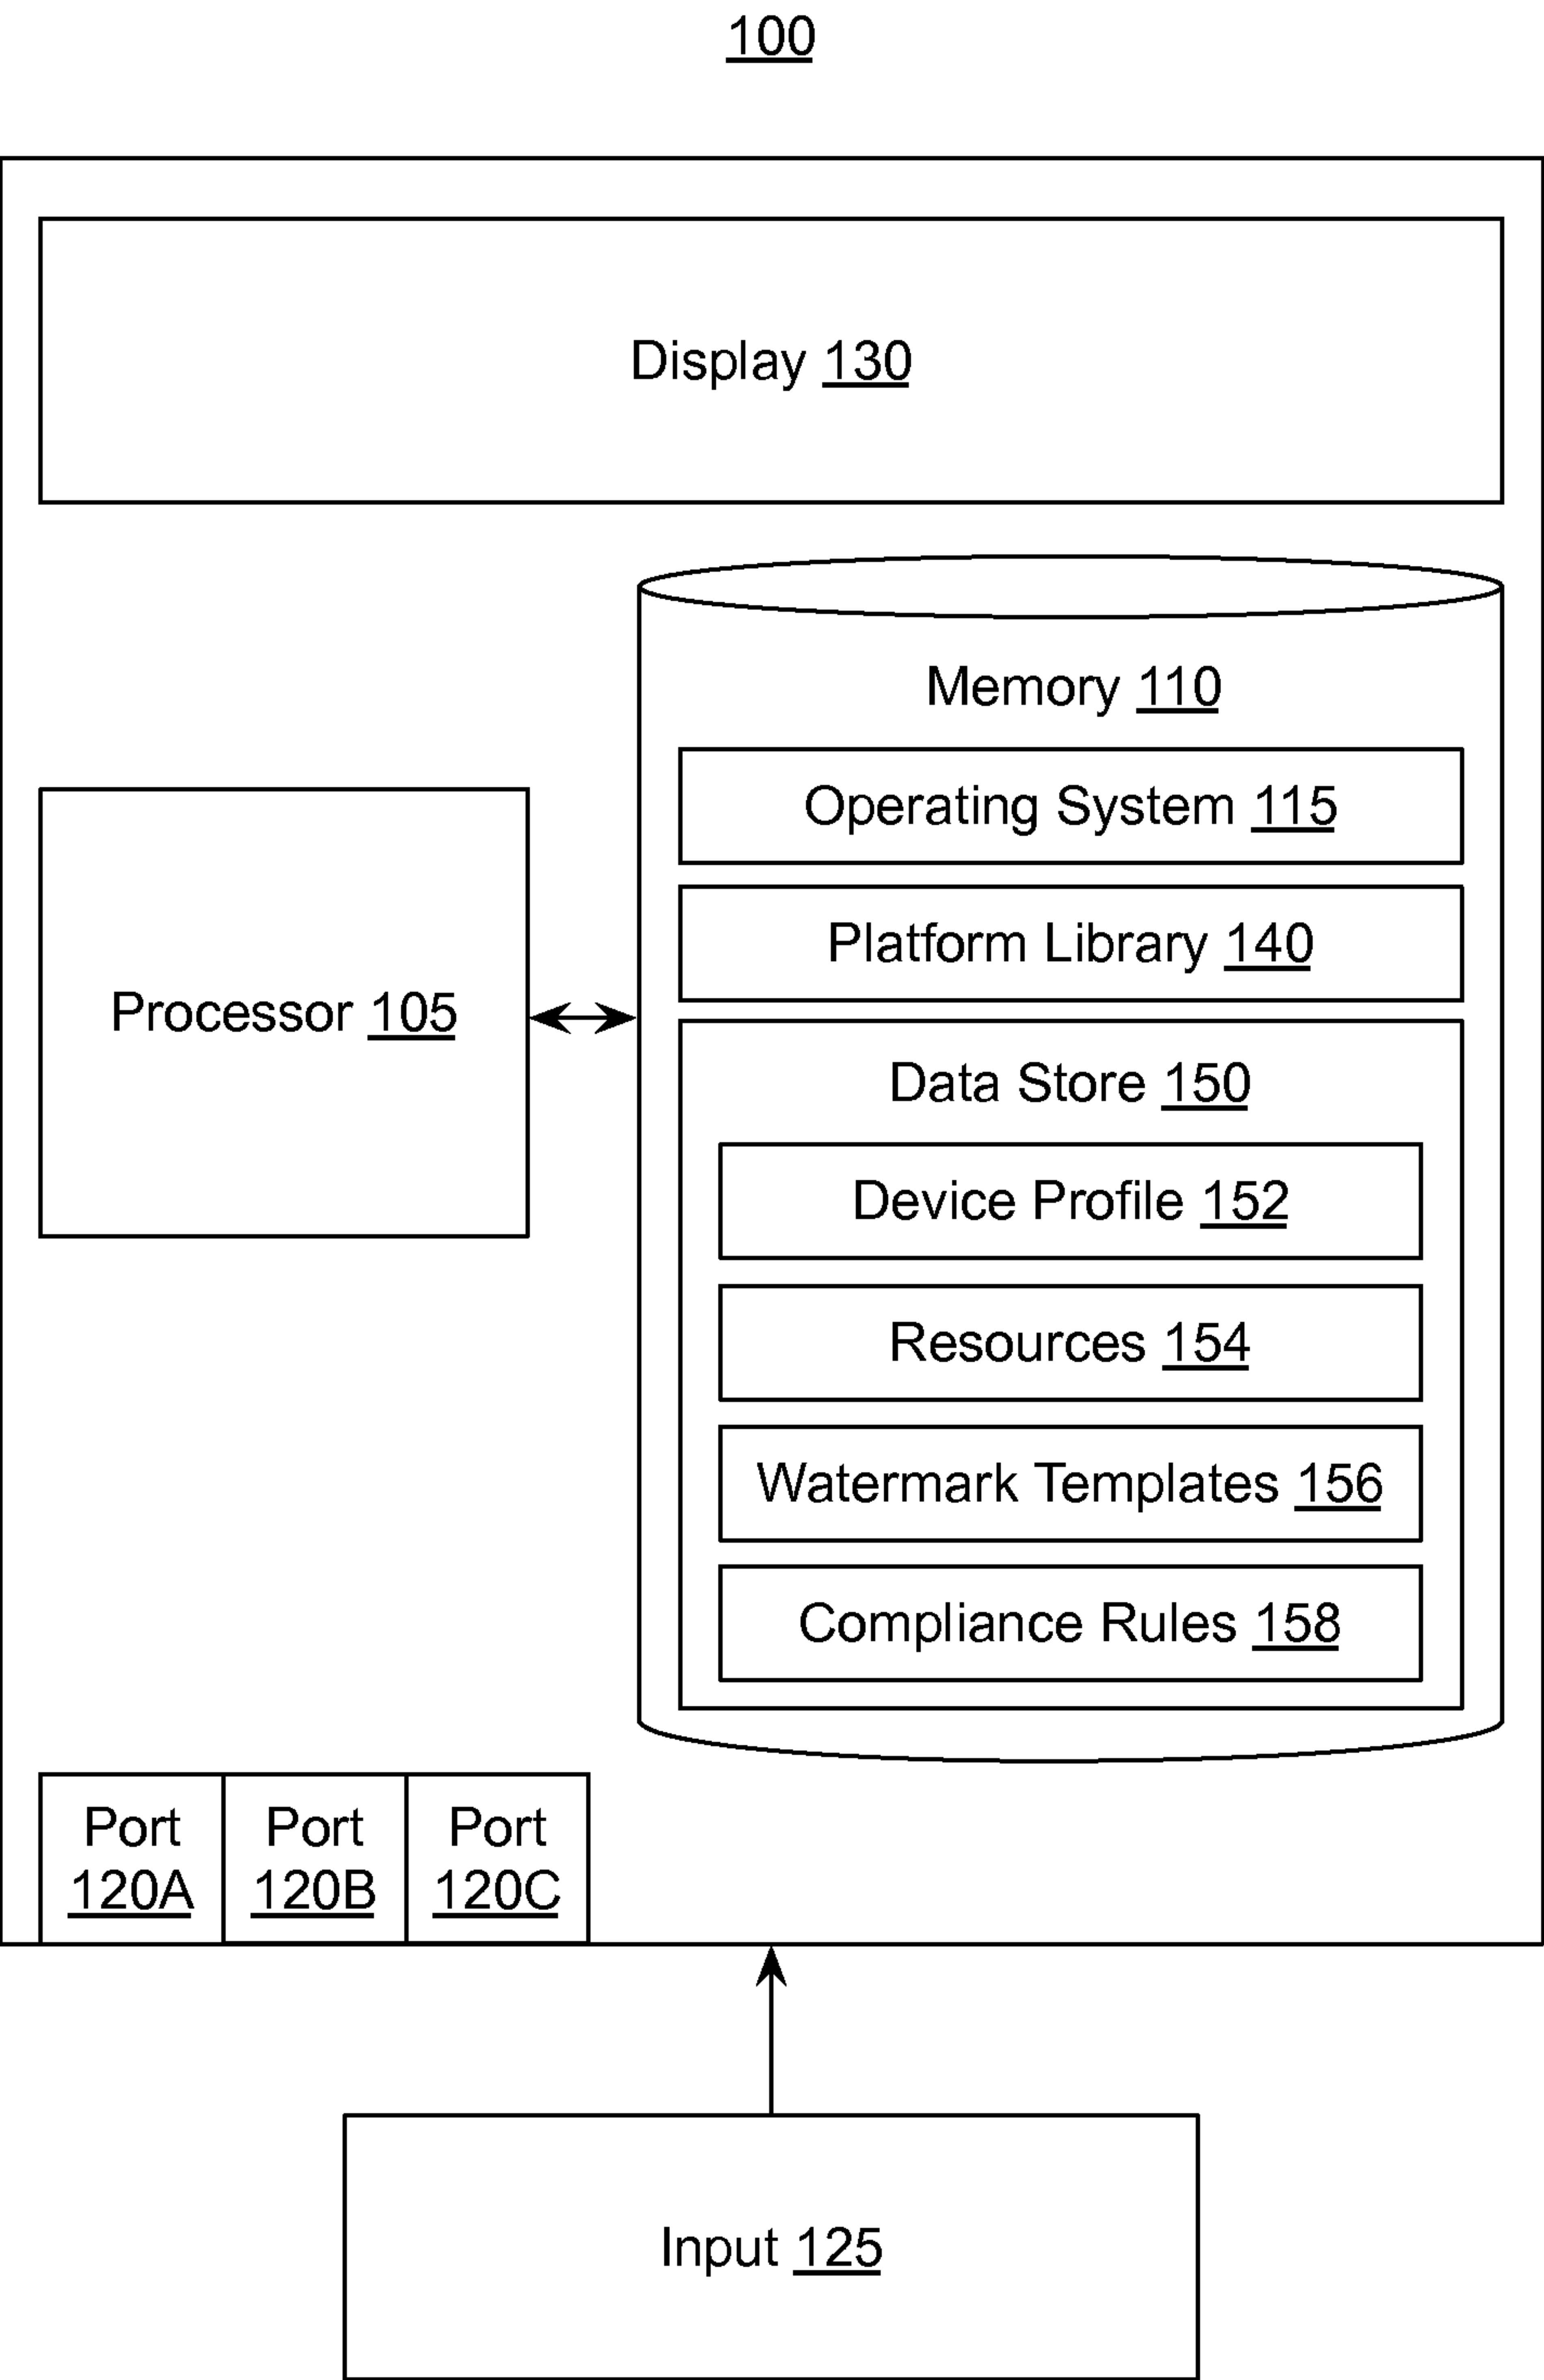 100
Display 130
Memory 110
Operating System 115
Platform Library 140
Processor 105
Data Store 150
Device Profile 152
Resources 154
Watermark Templates 156
Compliance Rules 158
Port
120A
Port
120B
Port
120C
Input 125